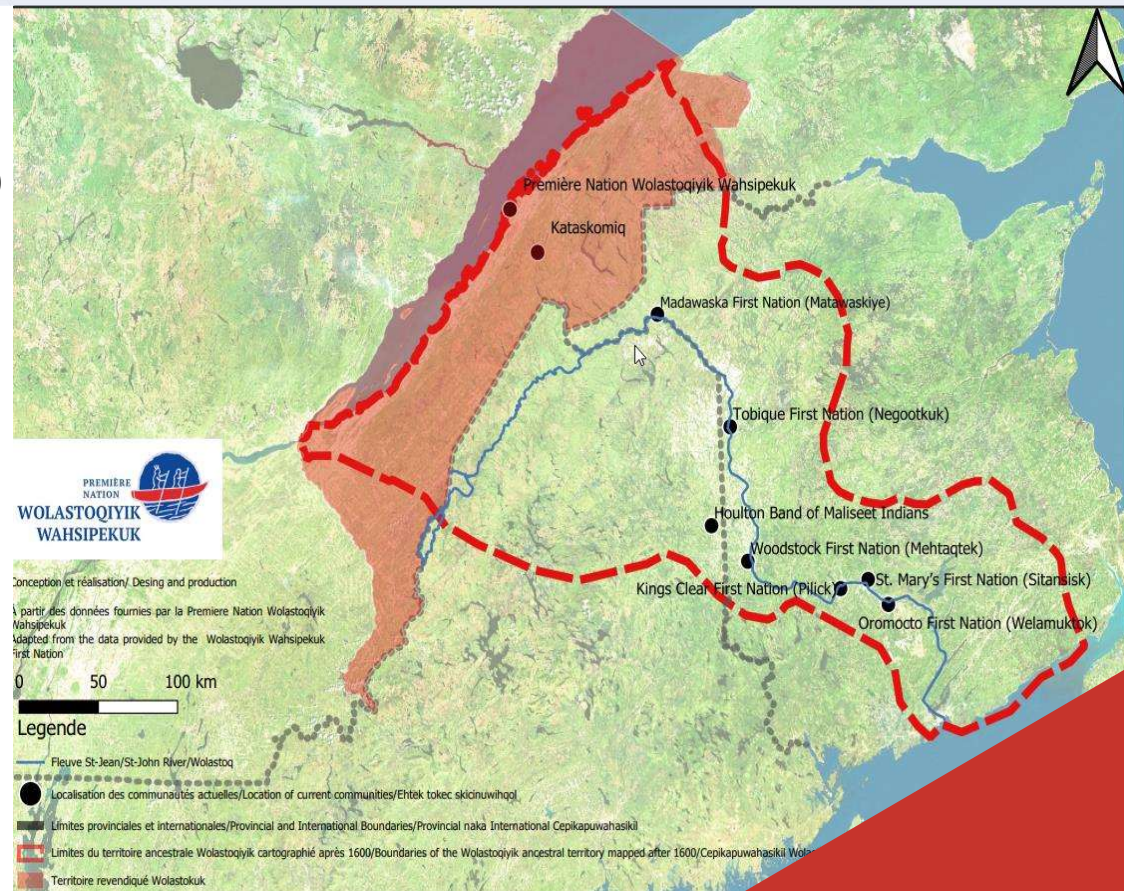 Première Nation Wolastoqiyik Wahsipekuk
Kataskomiq
Madawaska First Nation (Matawaskiye)
Tobique First Nation (Negootkuk)
Houlton Band of Maliseet Indians
Woodstock First Nation (Mehtaqtek)
St. Mary's First Nation (Sitansisk)
Kings Clear First Nation (Pilick)
Oromocto First Nation (Welamuktok)
PREMIÈRE
NATION
WOLASTOQIYIK
WAHSIPEKUK
Conception et réalisation/ Desing and production
À partir des données fournies par la Premiere Nation Wolastoqiyik
Wahsipekuk
Adapted from the data provided by the Wolastoqiyik Wahsipekuk
First Nation
0 50 100 km
Legende
Fleuve St-Jean/St-John River/Wolastoq
Localisation des communautés actuelles/Location of current communities/Ehtek tokec skicinuwihqol
Limites provinciales et internationales/Provincial and International Boundaries/Provincial naka International Cepikapuwahasikil
Limites du territoire ancestrale Wolastoqiyik cartographié après 1600/Boundaries of the Wolastoqiyik ancestral territory mapped after 1600/Cepikapuwahasikil
Territoire revendiqué Wolastokuk